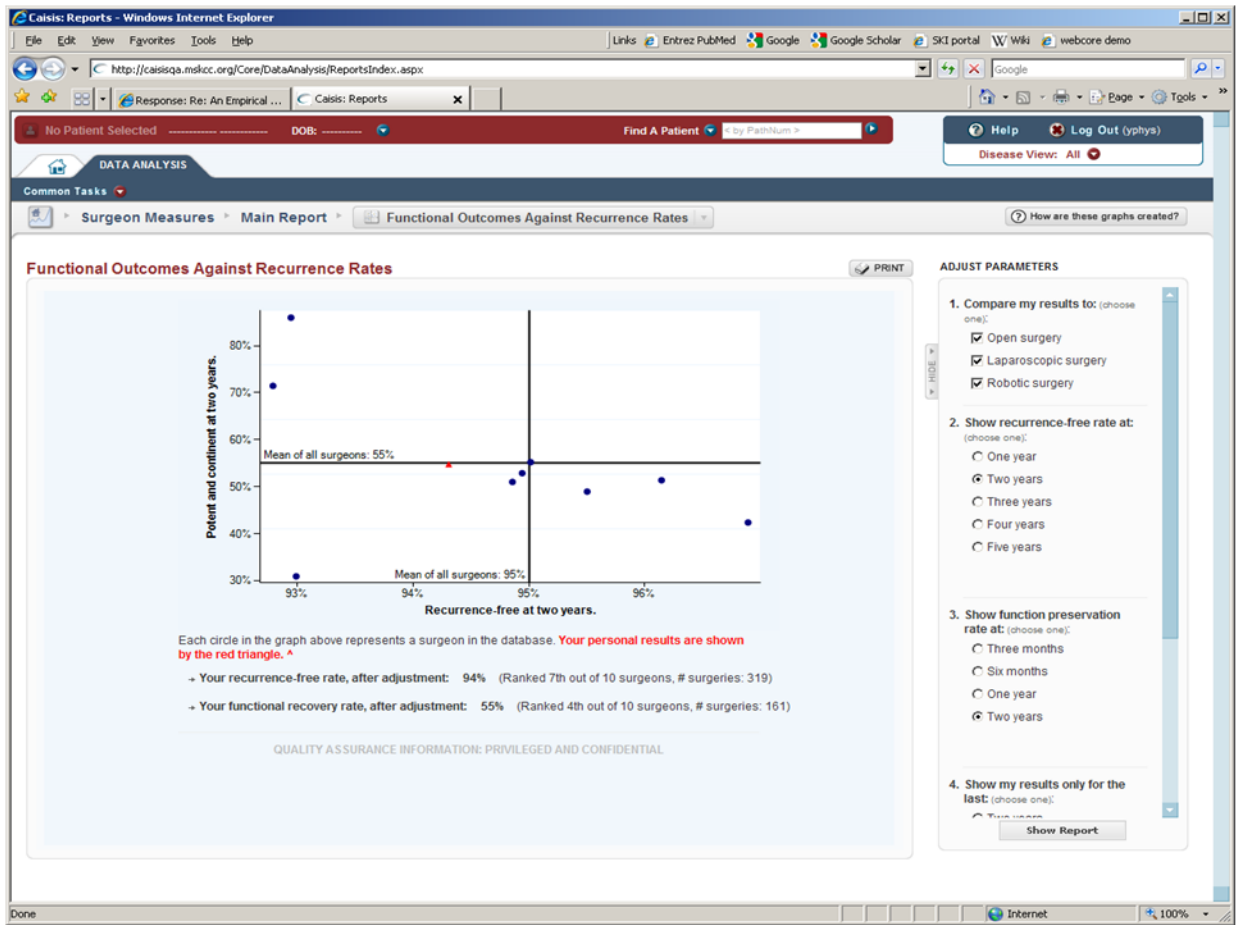 Caisis: Reports - Windows Internet Explorer
File Edit View Favorites Tools Help
Links Entrez PubMed Google Google Scholar SKI portal Wiki webcore demo
http://caisisqa.mskcc.org/Core/DataAnalysis/ReportsIndex.aspx
Google
Response: Re: An Empirical ...
Caisis: Reports
Page Tools
No Patient Selected ------------ ------------ DOB: ----------
Find A Patient < by PathNum >
Help Log Out (yphys)
Disease View: All
DATA ANALYSIS
Common Tasks
Surgeon Measures Main Report Functional Outcomes Against Recurrence Rates
How are these graphs created?
Functional Outcomes Against Recurrence Rates
PRINT
Potent and continent at two years.
80%
70%
60%
50%
40%
30%
Mean of all surgeons: 55%
Mean of all surgeons: 95%
93% 94% 95% 96%
Recurrence-free at two years.
Each circle in the graph above represents a surgeon in the database. Your personal results are shown
by the red triangle. ^
→ Your recurrence-free rate, after adjustment: 94% (Ranked 7th out of 10 surgeons, # surgeries: 319)
→ Your functional recovery rate, after adjustment: 55% (Ranked 4th out of 10 surgeons, # surgeries: 161)
QUALITY ASSURANCE INFORMATION: PRIVILEGED AND CONFIDENTIAL
HIDE
ADJUST PARAMETERS
1. Compare my results to: (choose
one):
Open surgery
Laparoscopic surgery
Robotic surgery
2. Show recurrence-free rate at:
(choose one):
One year
Two years
Three years
Four years
Five years
3. Show function preservation
rate at: (choose one):
Three months
Six months
One year
Two years
4. Show my results only for the
last: (choose one):
Two years
Show Report
Done
Internet
100%